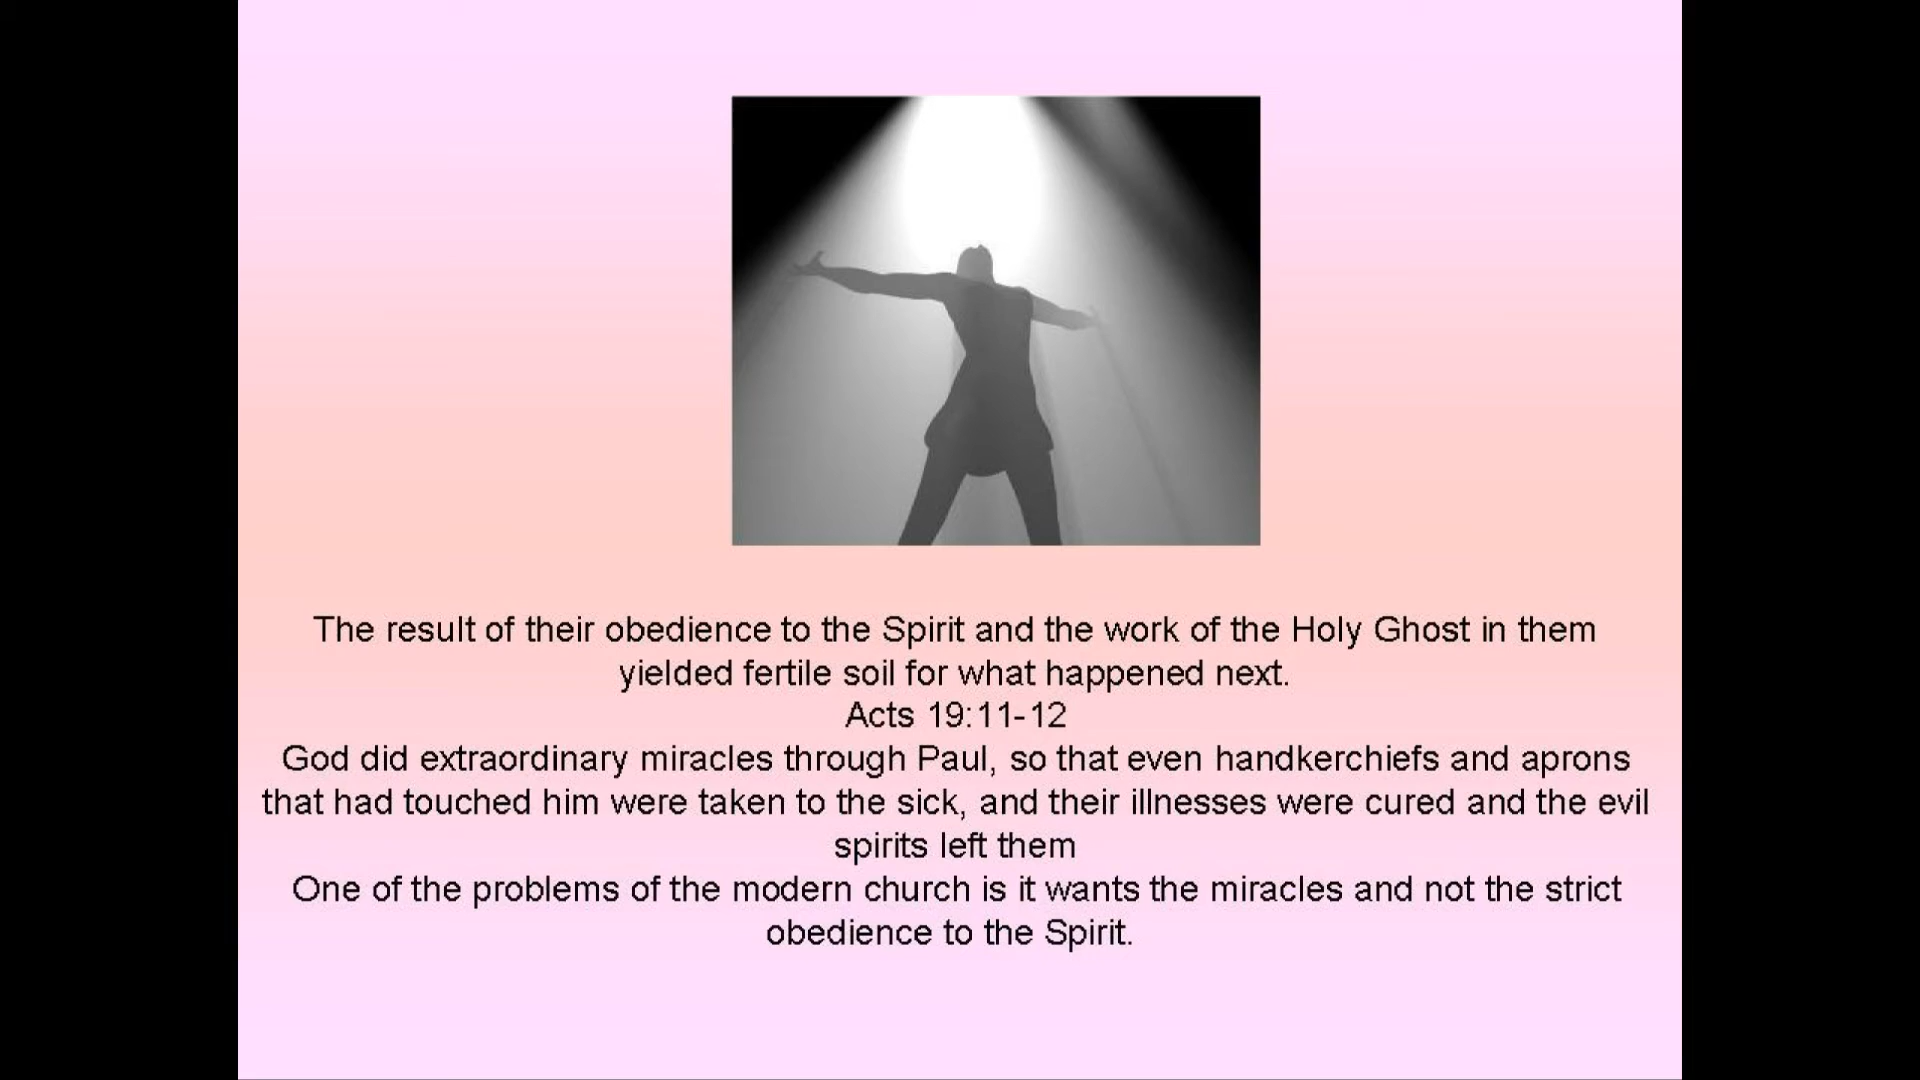 The result of their obedience to the Spirit and the work of the Holy Ghost in them
yielded fertile soil for what happened next.
Acts 19:11-12
God did extraordinary miracles through Paul, so that even handkerchiefs and aprons
that had touched him were taken to the sick, and their illnesses were cured and the evil
spirits left them
One of the problems of the modern church is it wants the miracles and not the strict
obedience to the Spirit.